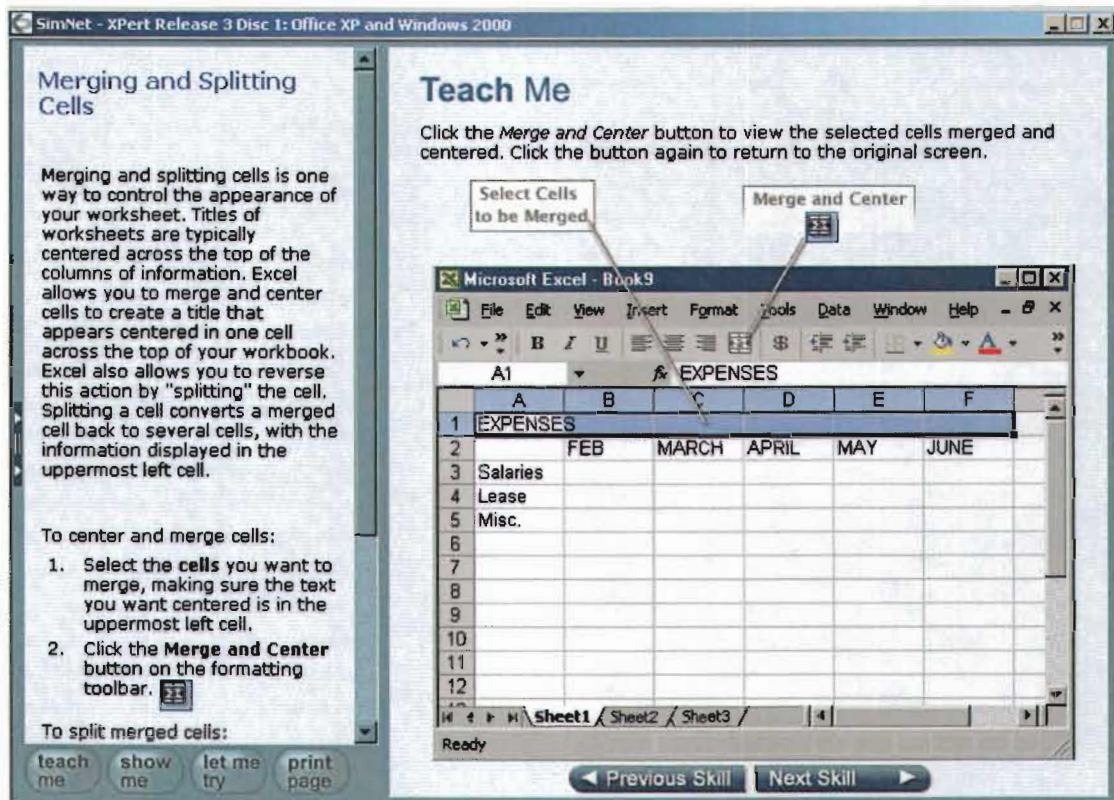 SimNet - XPert Release 3 Disc 1: Office XP and Windows 2000
Merging and Splitting
Cells
Merging and splitting cells is one
way to control the appearance of
your worksheet. Titles of
worksheets are typically
centered across the top of the
columns of information. Excel
allows you to merge and center
cells to create a title that
appears centered in one cell
across the top of your workbook.
Excel also allows you to reverse
this action by "splitting" the cell.
Splitting a cell converts a merged
cell back to several cells, with the
information displayed in the
uppermost left cell.
To center and merge cells:
1. Select the cells you want to
merge, making sure the text
you want centered is in the
uppermost left cell.
2. Click the Merge and Center
button on the formatting
toolbar.
To split merged cells:
teach me
show me
let me try
print page
Teach Me
Click the Merge and Center button to view the selected cells merged and
centered. Click the button again to return to the original screen.
Select Cells
to be Merged
Merge and Center
Microsoft Excel - Book9
File Edit View Insert Format Tools Data Window Help
B I U $ A
A1 fx EXPENSES
A B C D E F
1 EXPENSES
2 FEB MARCH APRIL MAY JUNE
3 Salaries
4 Lease
5 Misc.
6
7
8
9
10
11
12
Sheet1 / Sheet2 / Sheet3 /
Ready
Previous Skill Next Skill